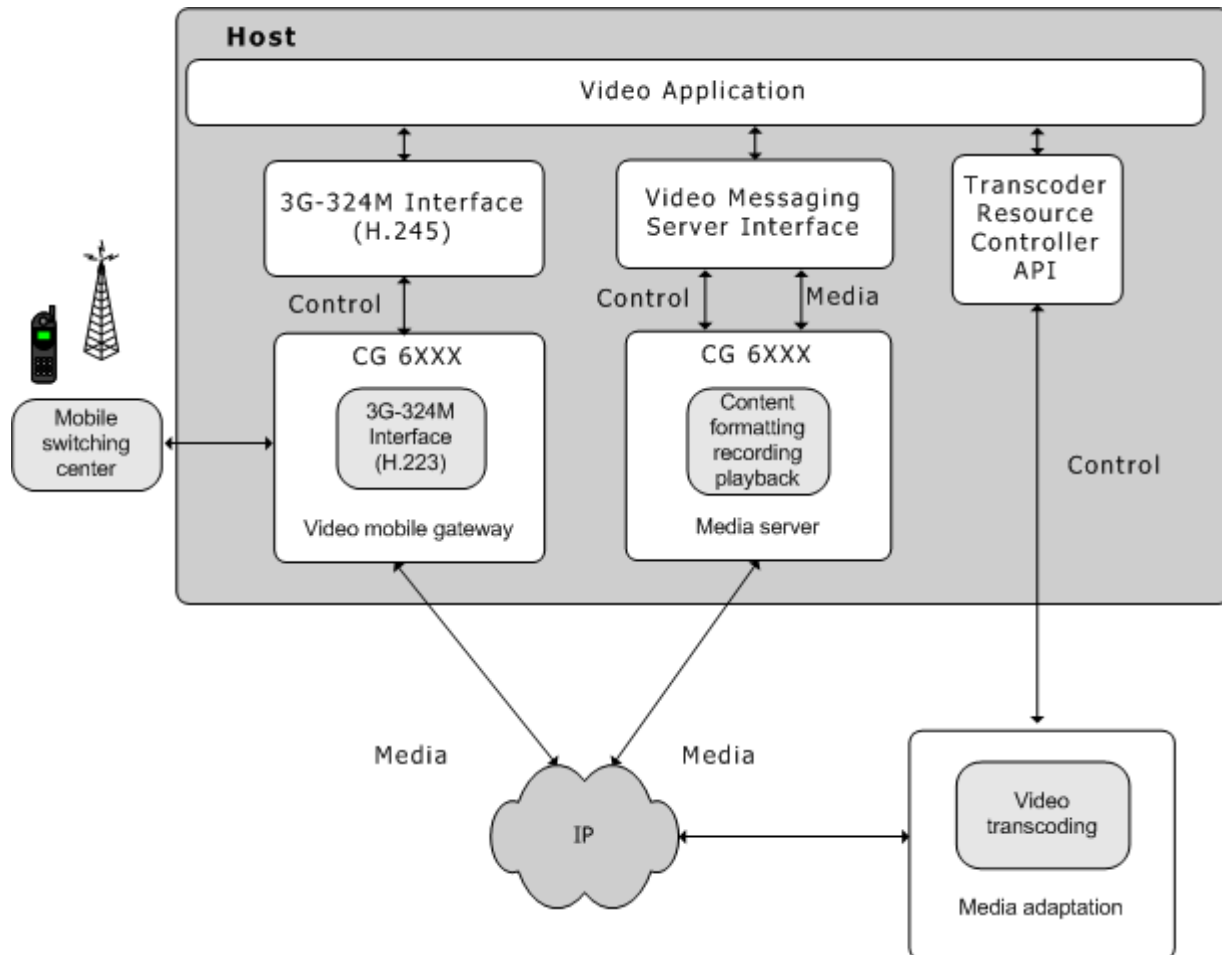 Host
Video Application
3G-324M Interface
(H.245)
Video Messaging
Server Interface
Transcoder
Resource
Controller
API
Control
Control
Media
CG 6XXX
3G-324M
Interface
(H.223)
Video mobile gateway
CG 6XXX
Content
formatting
recording
playback
Media server
Mobile
switching
center
Control
Media
Media
IP
Video
transcoding
Media adaptation